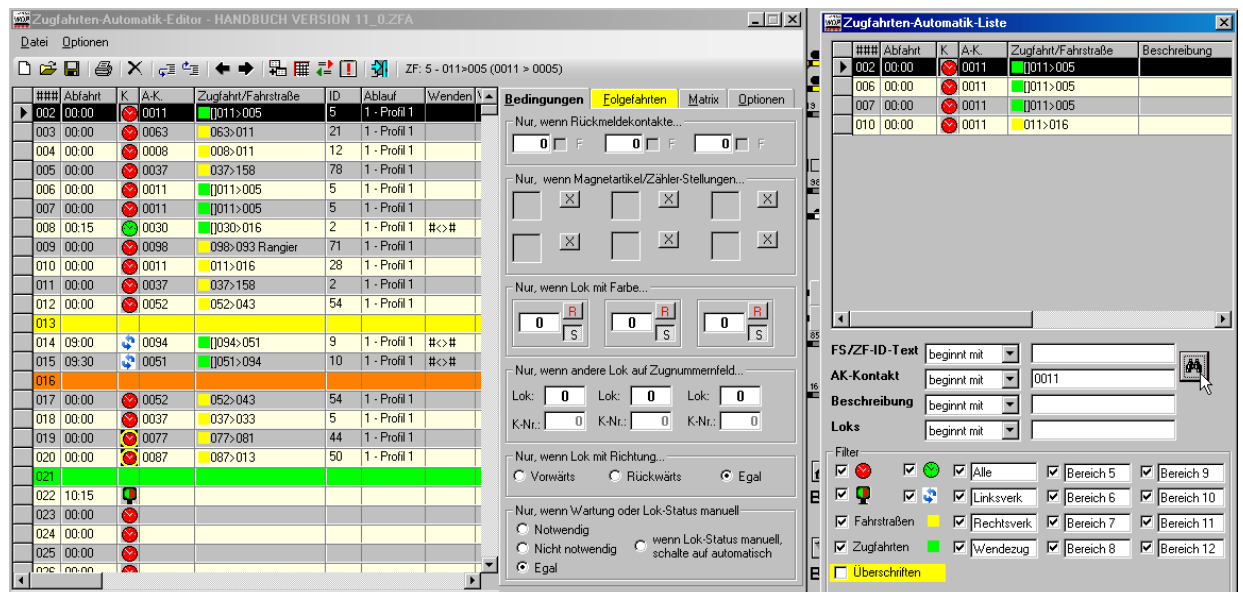 Zugfahrten-Automatik-Editor - HANDBUCH VERSION 11_0.ZFA
Datei Optionen
ZF: 5 - 011>005 (0011 > 0005)
### Abfahrt K A-K. Zugfahrt/Fahrstraße ID Ablauf Wenden
002 00:00 0011 []011>005 5 1 - Profil 1
003 00:00 0063 063>011 21 1 - Profil 1
004 00:00 0008 008>011 12 1 - Profil 1
005 00:00 0037 037>158 78 1 - Profil 1
006 00:00 0011 []011>005 5 1 - Profil 1
007 00:00 0011 []011>005 5 1 - Profil 1
008 00:15 0030 []030>016 2 1 - Profil 1 #<>#
009 00:00 0098 098>093 Rangier 71 1 - Profil 1
010 00:00 0011 011>016 28 1 - Profil 1
011 00:00 0037 037>158 2 1 - Profil 1
012 00:00 0052 052>043 54 1 - Profil 1
013
014 09:00 0094 []094>051 9 1 - Profil 1 #<>#
015 09:30 0051 []051>094 10 1 - Profil 1 #<>#
016
017 00:00 0052 052>043 54 1 - Profil 1
018 00:00 0037 037>033 5 1 - Profil 1
019 00:00 0077 077>081 44 1 - Profil 1
020 00:00 0087 087>013 50 1 - Profil 1
021
022 10:15
023 00:00
024 00:00
025 00:00
026 00:00
Bedingungen Folgefahrten Matrix Optionen
Nur, wenn Rückmeldekontakte...
0 F 0 F 0 F
Nur, wenn Magnetartikel/Zähler-Stellungen...
X X X
X X X
Nur, wenn Lok mit Farbe...
0 R S 0 R S 0 R S
Nur, wenn andere Lok auf Zugnummernfeld...
Lok: 0 Lok: 0 Lok: 0
K-Nr.: 0 K-Nr.: 0 K-Nr.: 0
Nur, wenn Lok mit Richtung...
Vorwärts Rückwärts Egal
Nur, wenn Wartung oder Lok-Status manuell
Notwendig
Nicht notwendig
wenn Lok-Status manuell,
schalte auf automatisch
Egal
Zugfahrten-Automatik-Liste
### Abfahrt K A-K. Zugfahrt/Fahrstraße Beschreibung
002 00:00 0011 []011>005
006 00:00 0011 []011>005
007 00:00 0011 []011>005
010 00:00 0011 011>016
FS/ZF-ID-Text beginnt mit
AK-Kontakt beginnt mit 0011
Beschreibung beginnt mit
Loks beginnt mit
Filter
Alle Bereich 5 Bereich 9
Linksverk Bereich 6 Bereich 10
Fahrstraßen Rechtsverk Bereich 7 Bereich 11
Zugfahrten Wendezug Bereich 8 Bereich 12
Überschriften